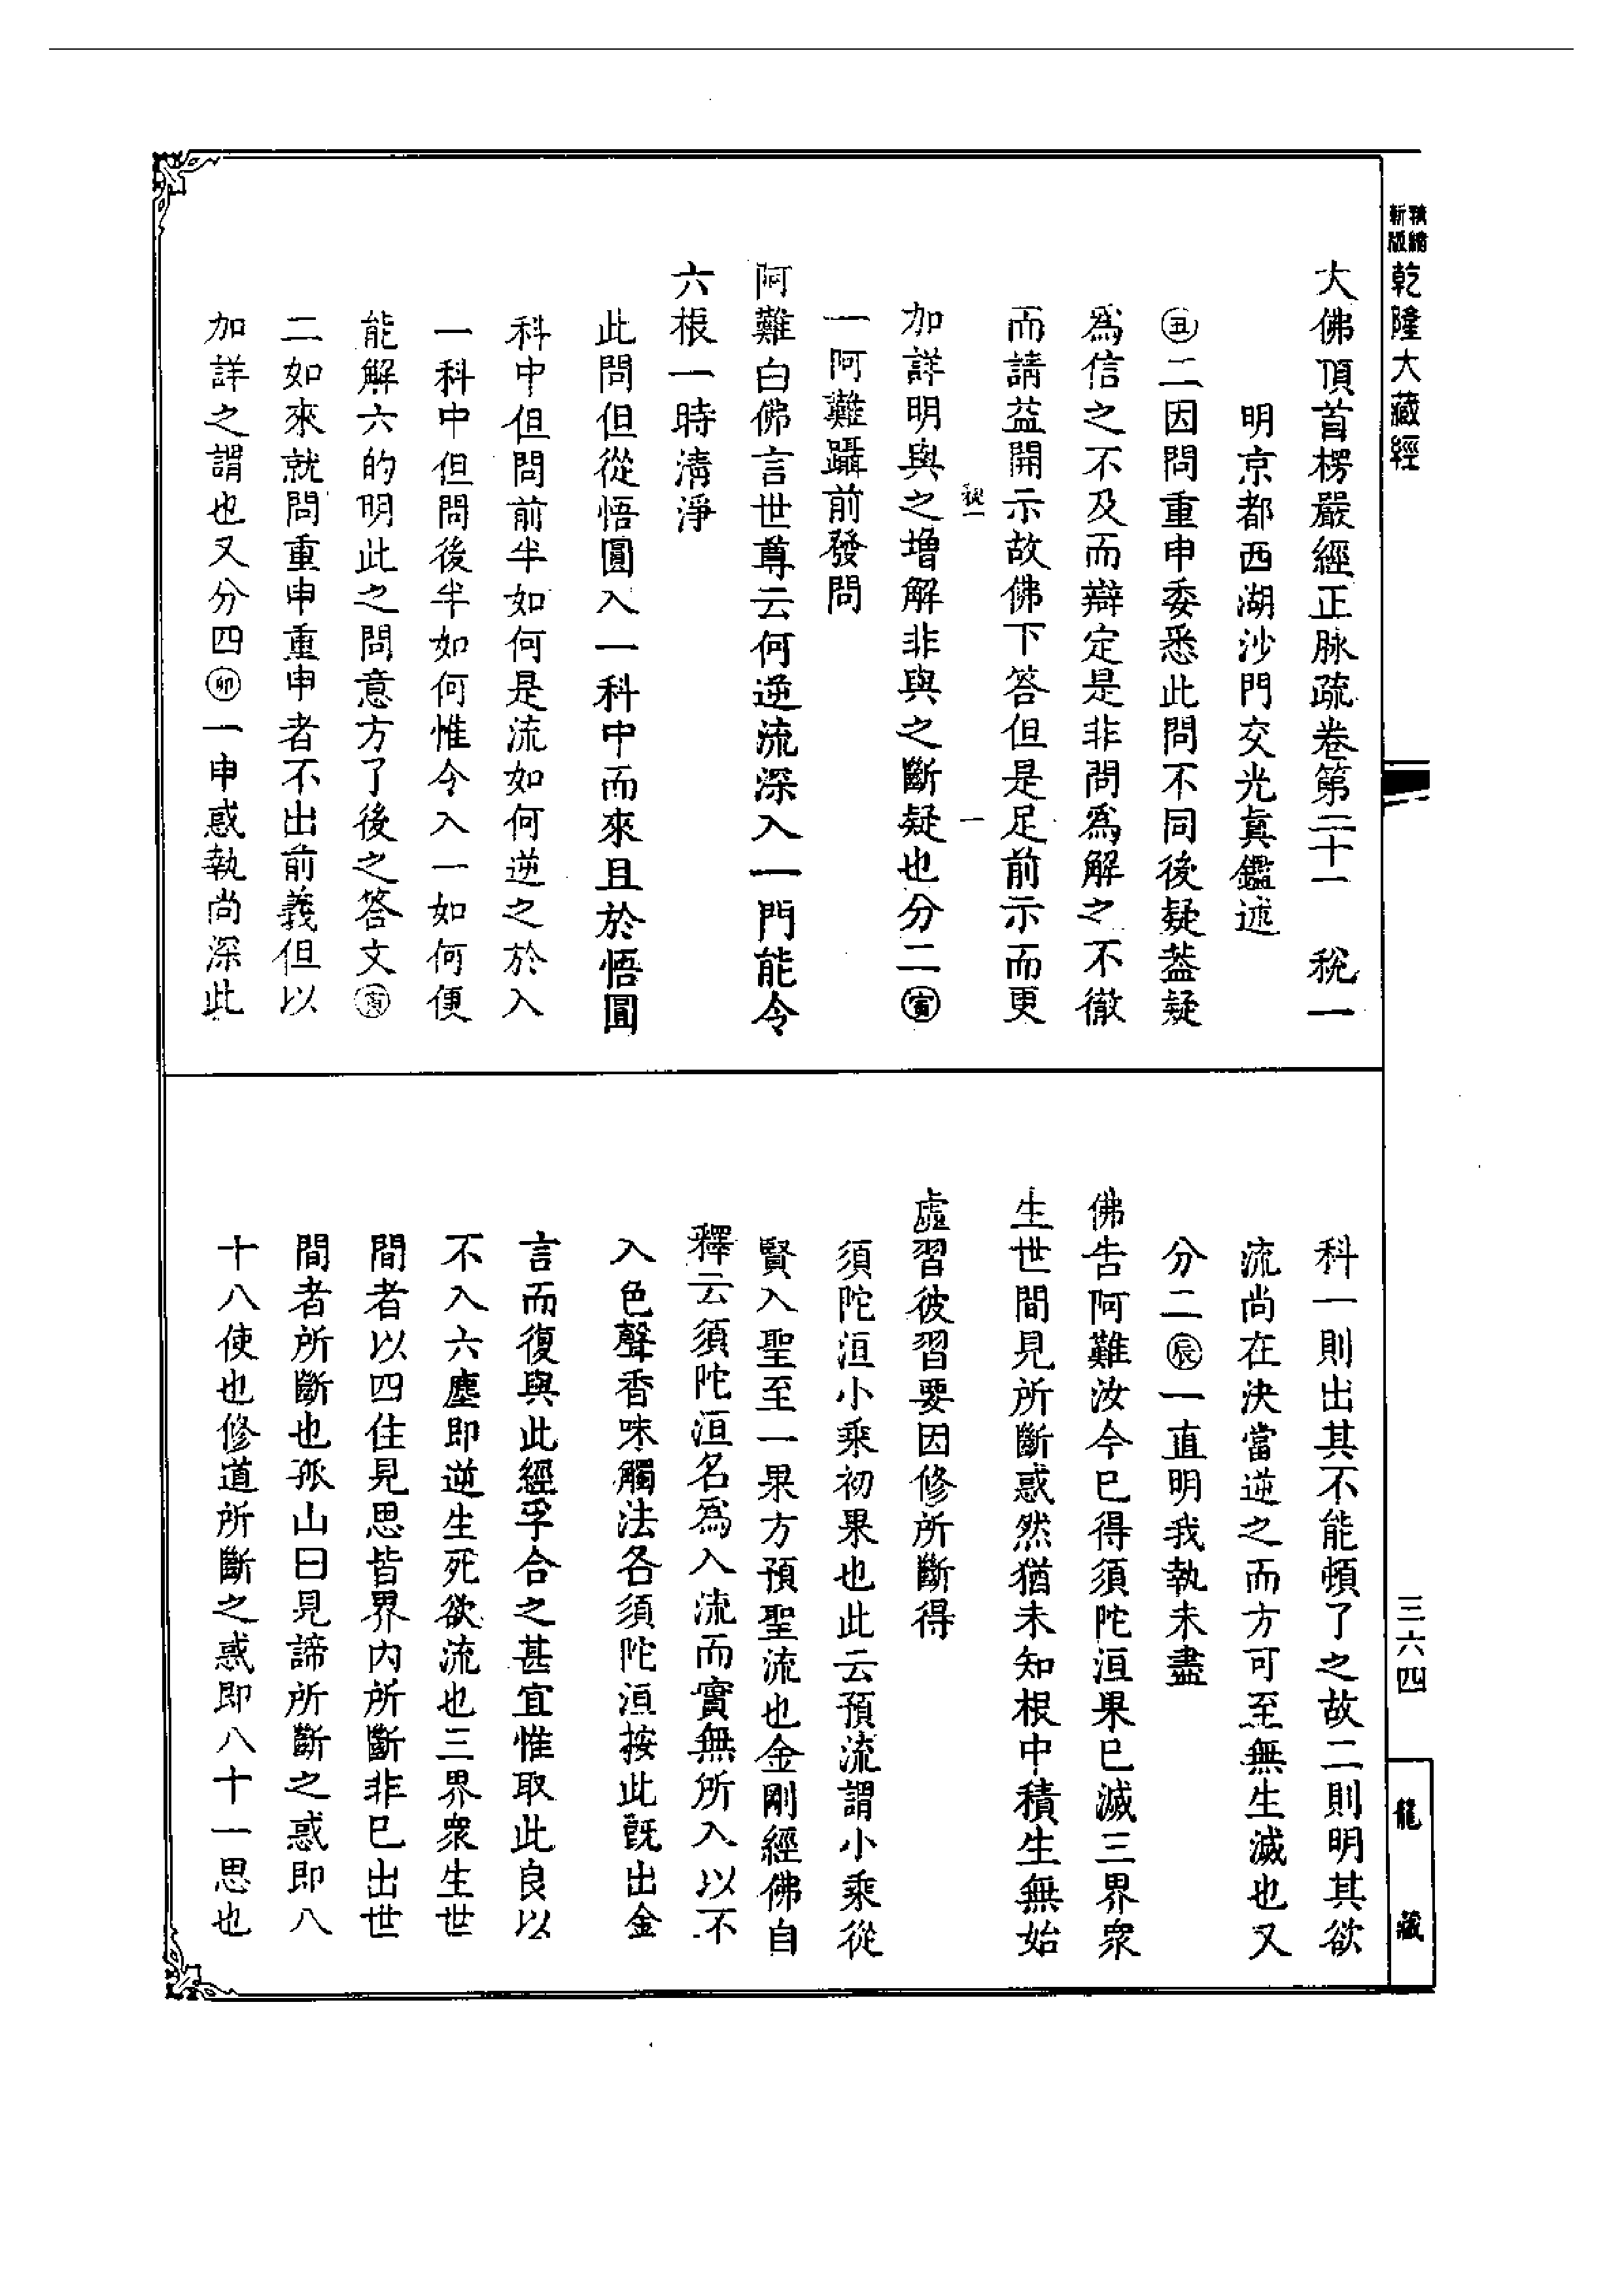 精繕
新版
乾隆大藏經
大佛頂首楞嚴經正脉疏卷第二十一　稅一
明京都西湖沙門交光眞鑑述
㊁二因問重申委悉此問不同後疑蓋疑
爲信之不及而辯定是非問爲解之不徹
而請益開示故佛下答但是足前示而更
稅一　一
加詳明與之增解非與之斷疑也分二寅
一阿難躡前發問
阿難白佛言世尊云何逆流深入一門能令
六根一時清淨
此問但從悟圓入一科中而來且於悟圓
科中但問前半如何是流如何逆之於入
一科中但問後半如何惟令入一如何便
能解六的明此之問意方了後之答文寅
二如來就問重申重申者不出前義但以
加詳之謂也又分四卯一申惑執尚深此
科一則出其不能頓了之故二則明其欲
流尚在決當逆之而方可至無生滅也又
分二辰一直明我執未盡
佛告阿難汝今巳得須陀洹果巳滅三界衆
生世間見所斷惑然猶未知根中積生無始
虛習彼習要因修所斷得
須陀洹小乘初果也此云預流謂小乘從
賢入聖至一果方預聖流也金剛經佛自
釋云須陀洹名爲入流而實無所入以不
入色聲香味觸法各須陀洹按此旣出金
言而復與此經孚合之甚宜惟取此良以
不入六塵即逆生死欲流也三界衆生世
間者以四住見思皆界內所斷非巳出世
間者所斷也孤山曰見諦所斷之惑即八
十八使也修道所斷之惑即八十一思也
三六四
龍藏